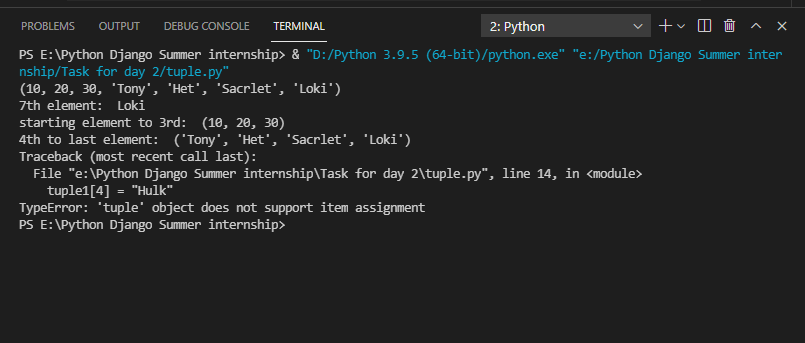 PROBLEMS OUTPUT DEBUG CONSOLE TERMINAL 2: Python
PS E:\Python Django Summer internship> & "D:/Python 3.9.5 (64-bit)/python.exe" "e:/Python Django Summer inter
nship/Task for day 2/tuple.py"
(10, 20, 30, 'Tony', 'Het', 'Sacrlet', 'Loki')
7th element:  Loki
starting element to 3rd:  (10, 20, 30)
4th to last element:  ('Tony', 'Het', 'Sacrlet', 'Loki')
Traceback (most recent call last):
  File "e:\Python Django Summer internship\Task for day 2\tuple.py", line 14, in <module>
    tuple1[4] = "Hulk"
TypeError: 'tuple' object does not support item assignment
PS E:\Python Django Summer internship>